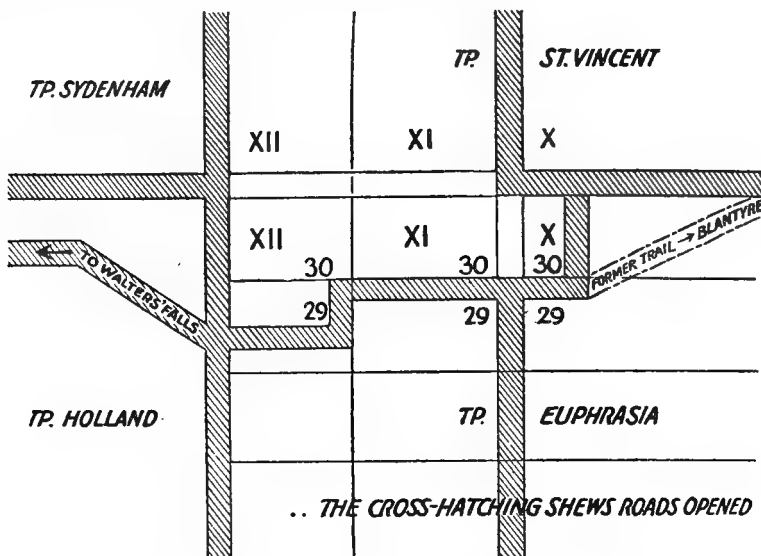 TP. ST. VINCENT
TP. SYDENHAM
XII XI X
XII XI X
30 30 30
FORMER TRAIL → BLANTYRE
← TO WALTERS' FALLS
29 29 29
TP. HOLLAND TP. EUPHRASIA
.. THE CROSS-HATCHING SHEWS ROADS OPENED